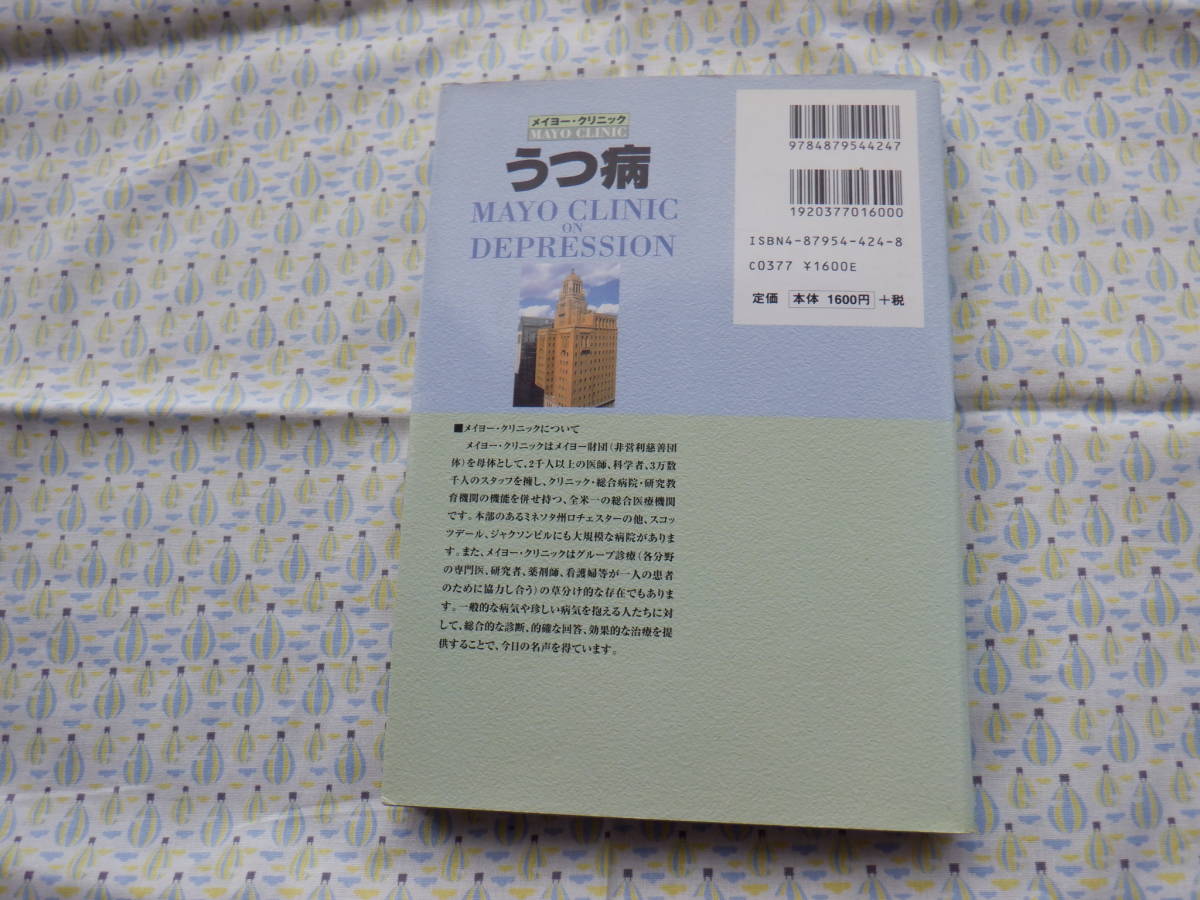 メイヨー・クリニック
MAYO CLINIC
うつ病
MAYO CLINIC
ON
DEPRESSION
9784879544247
1920377016000
ISBN4-87954-424-8
C0377 ¥1600E
定価 本体 1600円 +税
■メイヨー・クリニックについて
メイヨー・クリニックはメイヨー財団(非営利慈善団
体)を母体として、2千人以上の医師、科学者、3万数
千人のスタッフを擁し、クリニック・総合病院・研究教
育機関の機能を併せ持つ、全米一の総合医療機関
です。本部のあるミネソタ州ロチェスターの他、スコッ
ツデール、ジャクソンビルにも大規模な病院がありま
す。また、メイヨー・クリニックはグループ診療(各分野
の専門医、研究者、薬剤師、看護婦等が一人の患者
のために協力し合う)の草分け的な存在でもありま
す。一般的な病気や珍しい病気を抱える人たちに対
して、総合的な診断、的確な回答、効果的な治療を提
供することで、今日の名声を得ています。